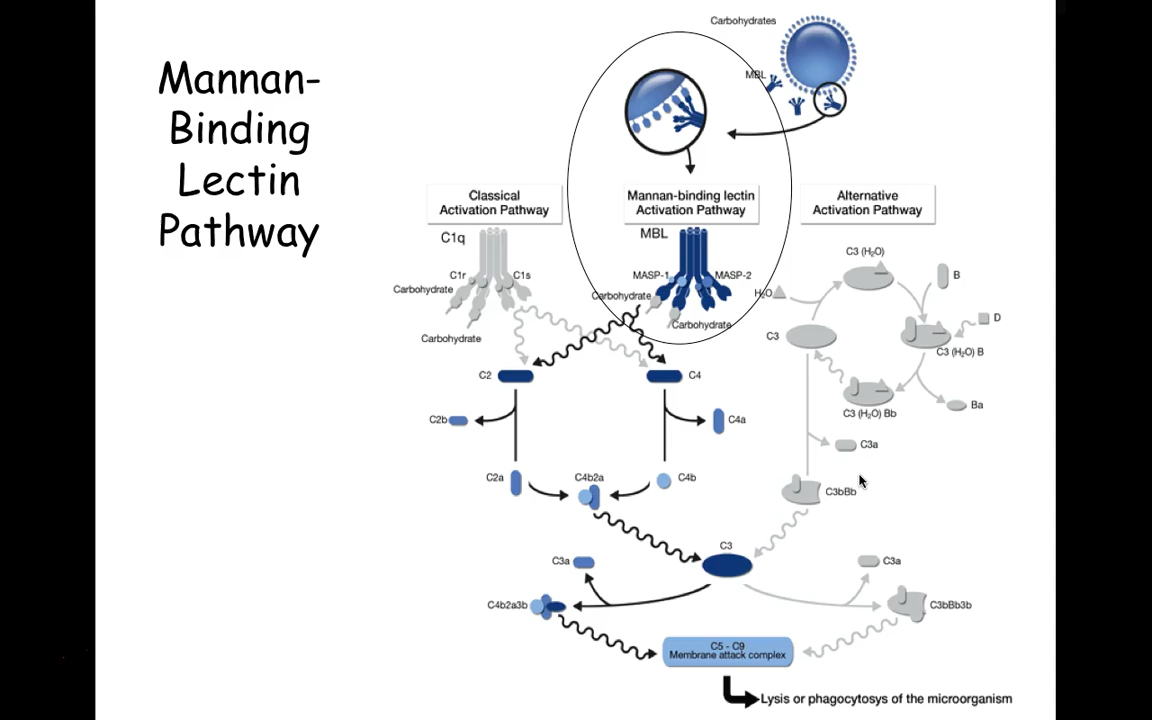 Mannan-
Binding
Lectin
Pathway
Carbohydrates
MBL
Classical
Activation Pathway
Mannan-binding lectin
Activation Pathway
Alternative
Activation Pathway
C1q
MBL
C1r
C1s
Carbohydrate
Carbohydrate
MASP-1
MASP-2
Carbohydrate
Carbohydrate
C3 (H₂O)
B
H₂O
C3
D
C3 (H₂O) B
C3 (H₂O) Bb
Ba
C2
C4
C2b
C4a
C3a
C2a
C4b2a
C4b
C3bBb
C3
C3a
C3a
C4b2a3b
C3bBb3b
C5 - C9
Membrane attack complex
Lysis or phagocytosys of the microorganism